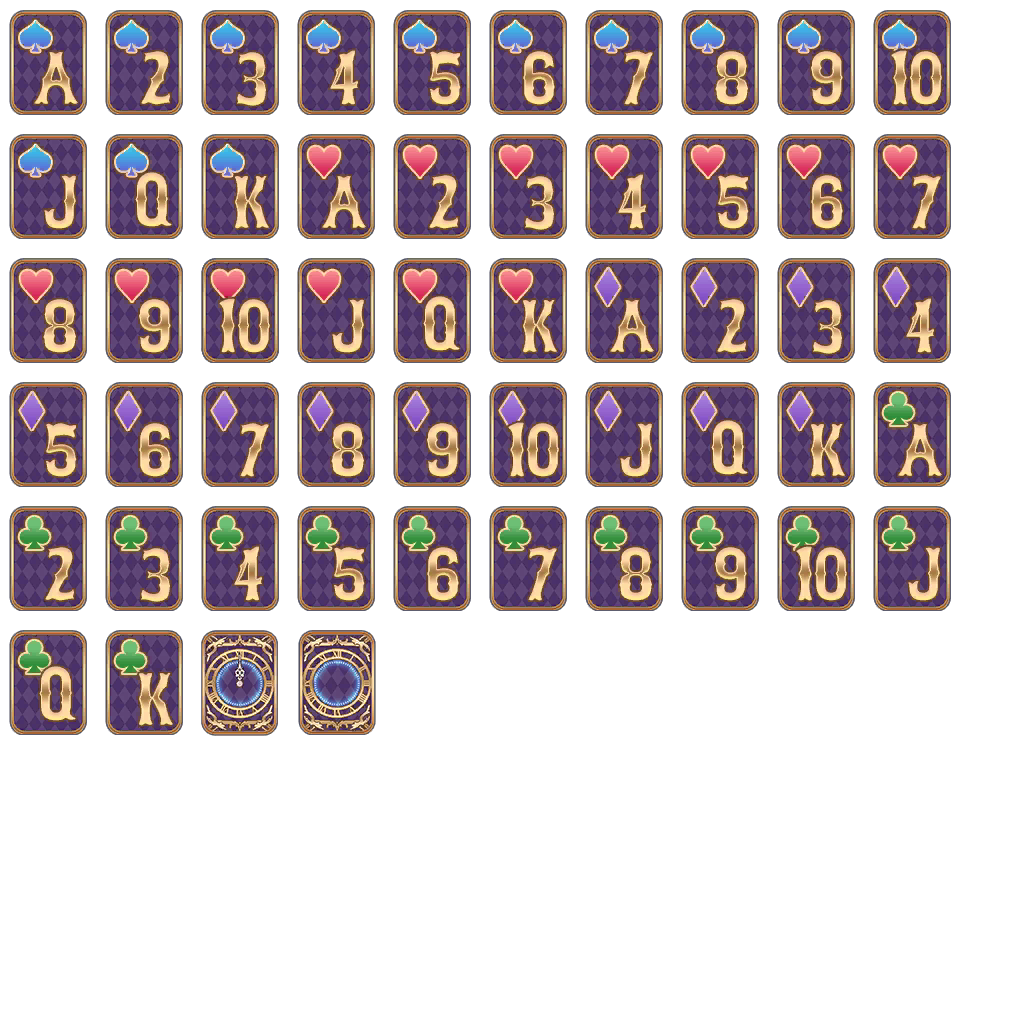 A 2 3 4 5 6 7 8 9 10
J Q K A 2 3 4 5 6 7
8 9 10 J Q K A 2 3 4
5 6 7 8 9 10 J Q K A
2 3 4 5 6 7 8 9 10 J
Q K